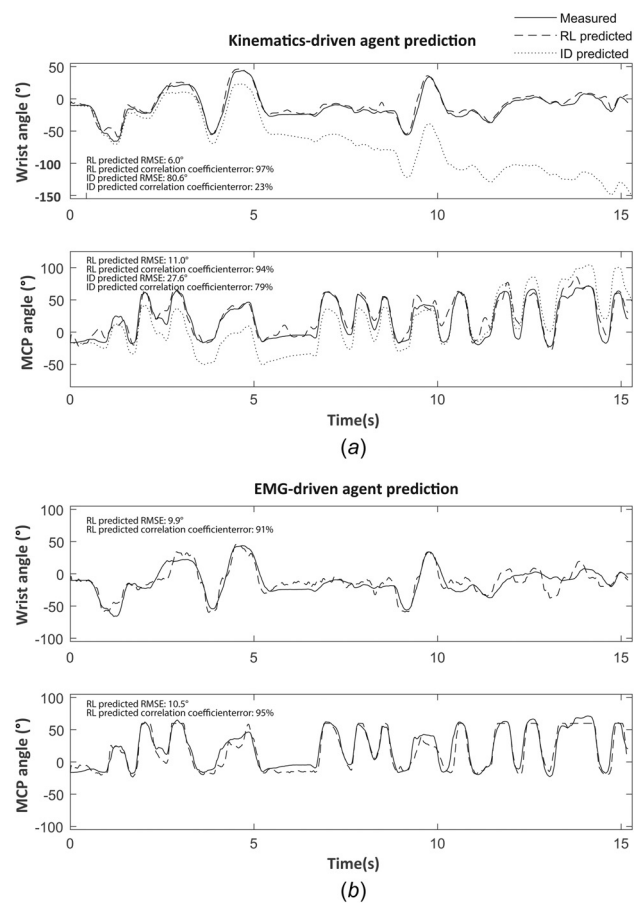 Measured
RL predicted
ID predicted
Kinematics-driven agent prediction
Wrist angle (°)
50
0
-50
-100
-150
RL predicted RMSE: 6.0°
RL predicted correlation coefficienterror: 97%
ID predicted RMSE: 80.6°
ID predicted correlation coefficienterror: 23%
0
5
10
15
MCP angle (°)
100
50
0
-50
RL predicted RMSE: 11.0°
RL predicted correlation coefficienterror: 94%
ID predicted RMSE: 27.6°
ID predicted correlation coefficienterror: 79%
0
5
10
15
Time(s)
(a)
EMG-driven agent prediction
Wrist angle (°)
100
50
0
-50
-100
RL predicted RMSE: 9.9°
RL predicted correlation coefficienterror: 91%
0
5
10
15
MCP angle (°)
100
50
0
-50
-100
RL predicted RMSE: 10.5°
RL predicted correlation coefficienterror: 95%
0
5
10
15
Time(s)
(b)